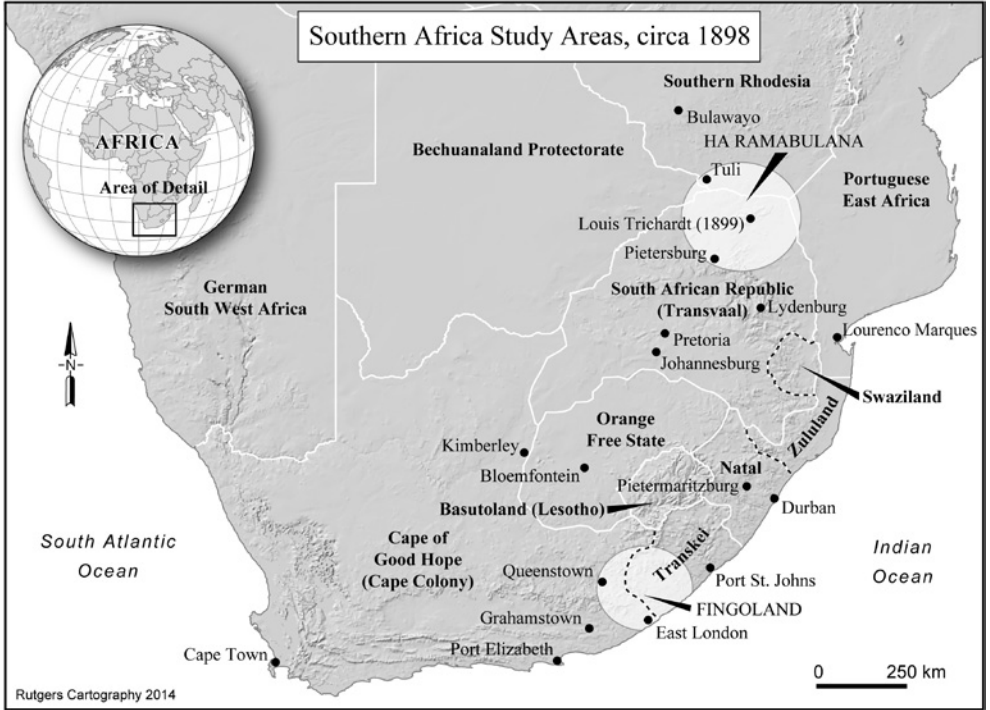 Southern Africa Study Areas, circa 1898
AFRICA
Area of Detail
Southern Rhodesia
Bulawayo
HA RAMABULANA
Bechuanaland Protectorate
Tuli
Portuguese
East Africa
Louis Trichardt (1899)
Pietersburg
German
South West Africa
South African Republic
(Transvaal)
Lydenburg
N
Lourenco Marques
Pretoria
Johannesburg
Swaziland
Orange
Free State
Zululand
Kimberley
Bloemfontein
Natal
Pietermaritzburg
Basutoland (Lesotho)
Durban
South Atlantic
Ocean
Cape of
Good Hope
(Cape Colony)
Transkei
Indian
Ocean
Queenstown
Port St. Johns
FINGOLAND
Grahamstown
East London
Port Elizabeth
Cape Town
0 250 km
Rutgers Cartography 2014